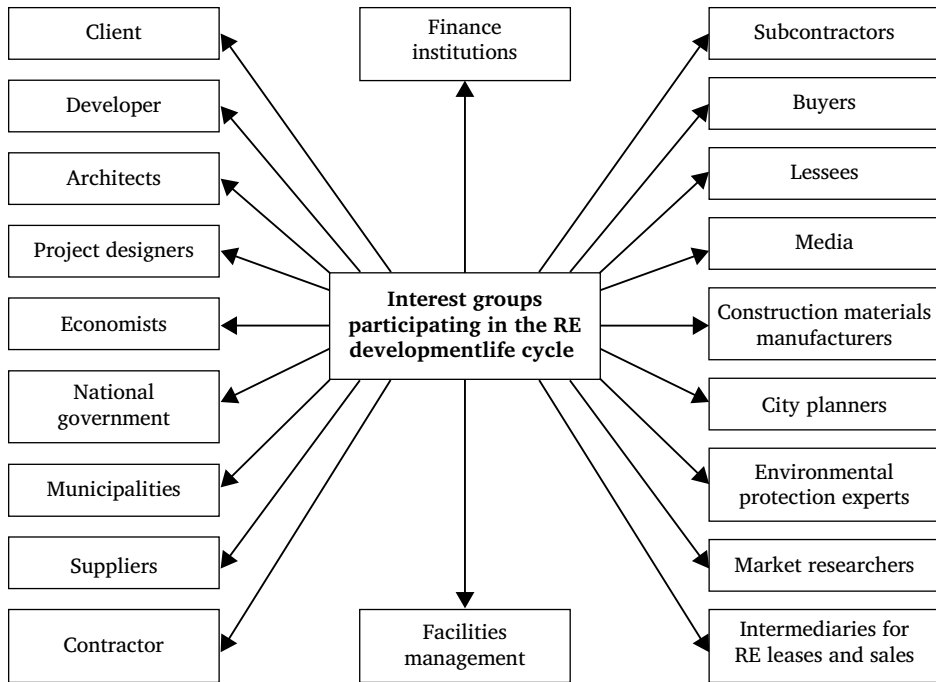 Client
Developer
Architects
Project designers
Economists
National
government
Municipalities
Suppliers
Contractor
Finance
institutions
Interest groups
participating in the RE
developmentlife cycle
Facilities
management
Subcontractors
Buyers
Lessees
Media
Construction materials
manufacturers
City planners
Environmental
protection experts
Market researchers
Intermediaries for
RE leases and sales